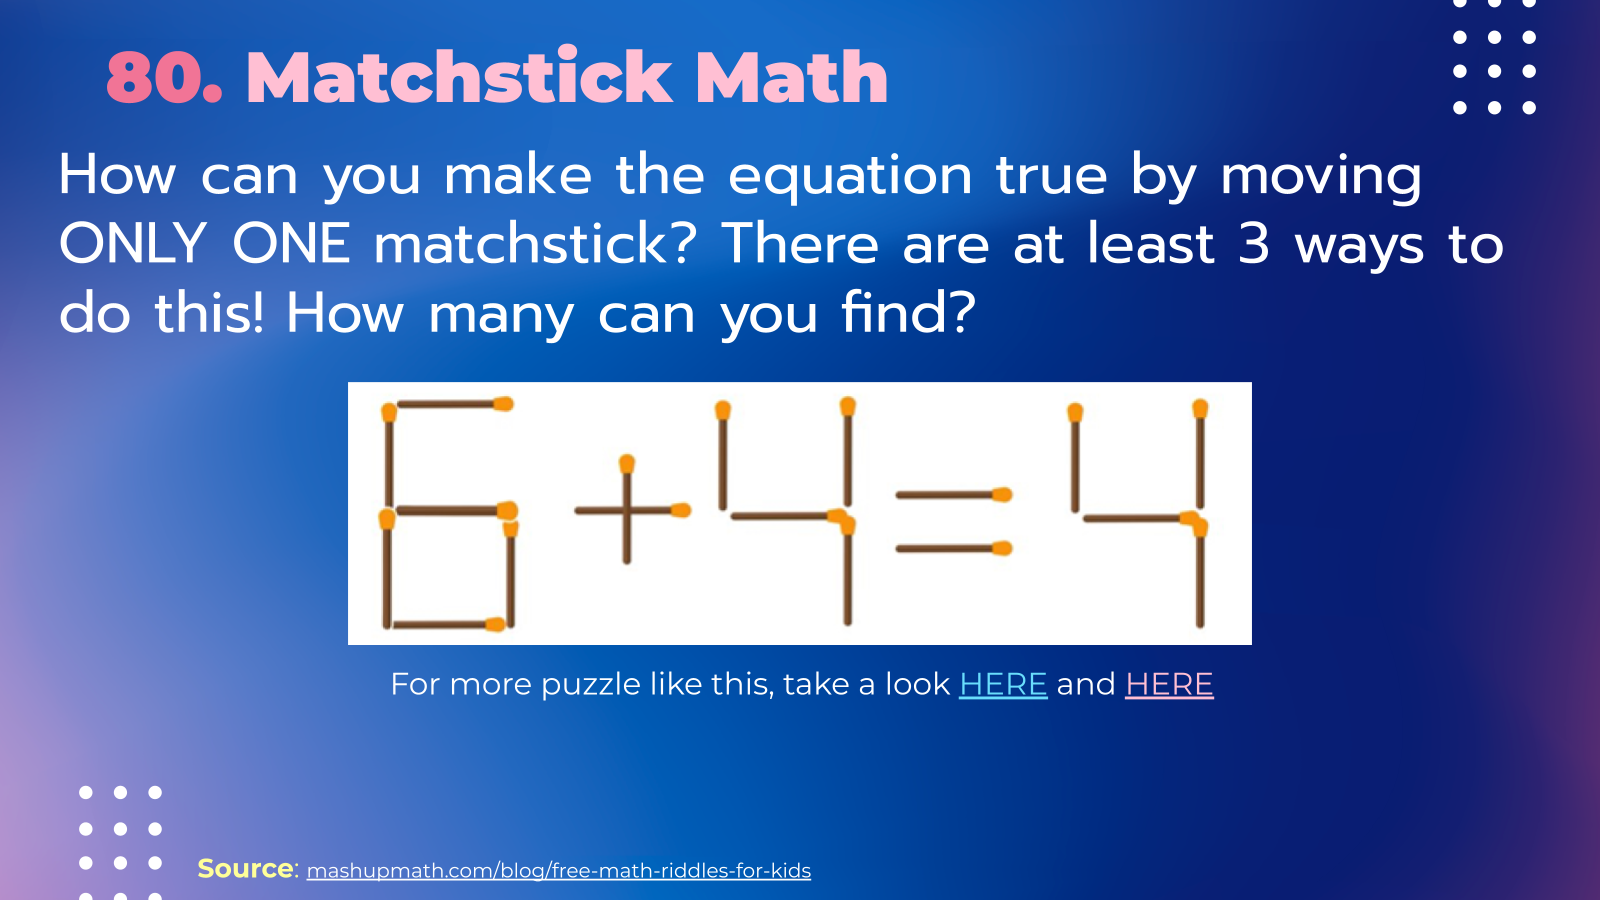 80. Matchstick Math
How can you make the equation true by moving
ONLY ONE matchstick? There are at least 3 ways to
do this! How many can you find?
6 + 4 = 4
For more puzzle like this, take a look HERE and HERE
Source: mashupmath.com/blog/free-math-riddles-for-kids